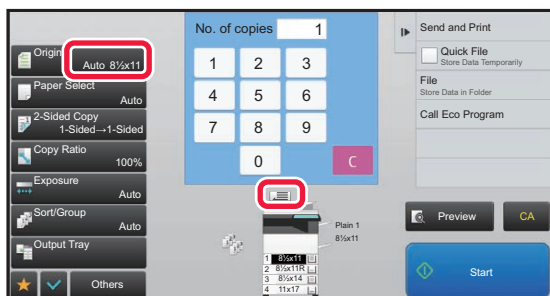 Original
Auto 8½x11
Paper Select
Auto
2-Sided Copy
1-Sided→1-Sided
Copy Ratio
100%
Exposure
Auto
Sort/Group
Auto
Output Tray
Others
No. of copies 1
1 2 3
4 5 6
7 8 9
0 C
Plain 1
8½x11
1 8½x11
2 8½x11R
3 8½x14
4 11x17
Send and Print
Quick File
Store Data Temporarily
File
Store Data in Folder
Call Eco Program
Preview
CA
Start